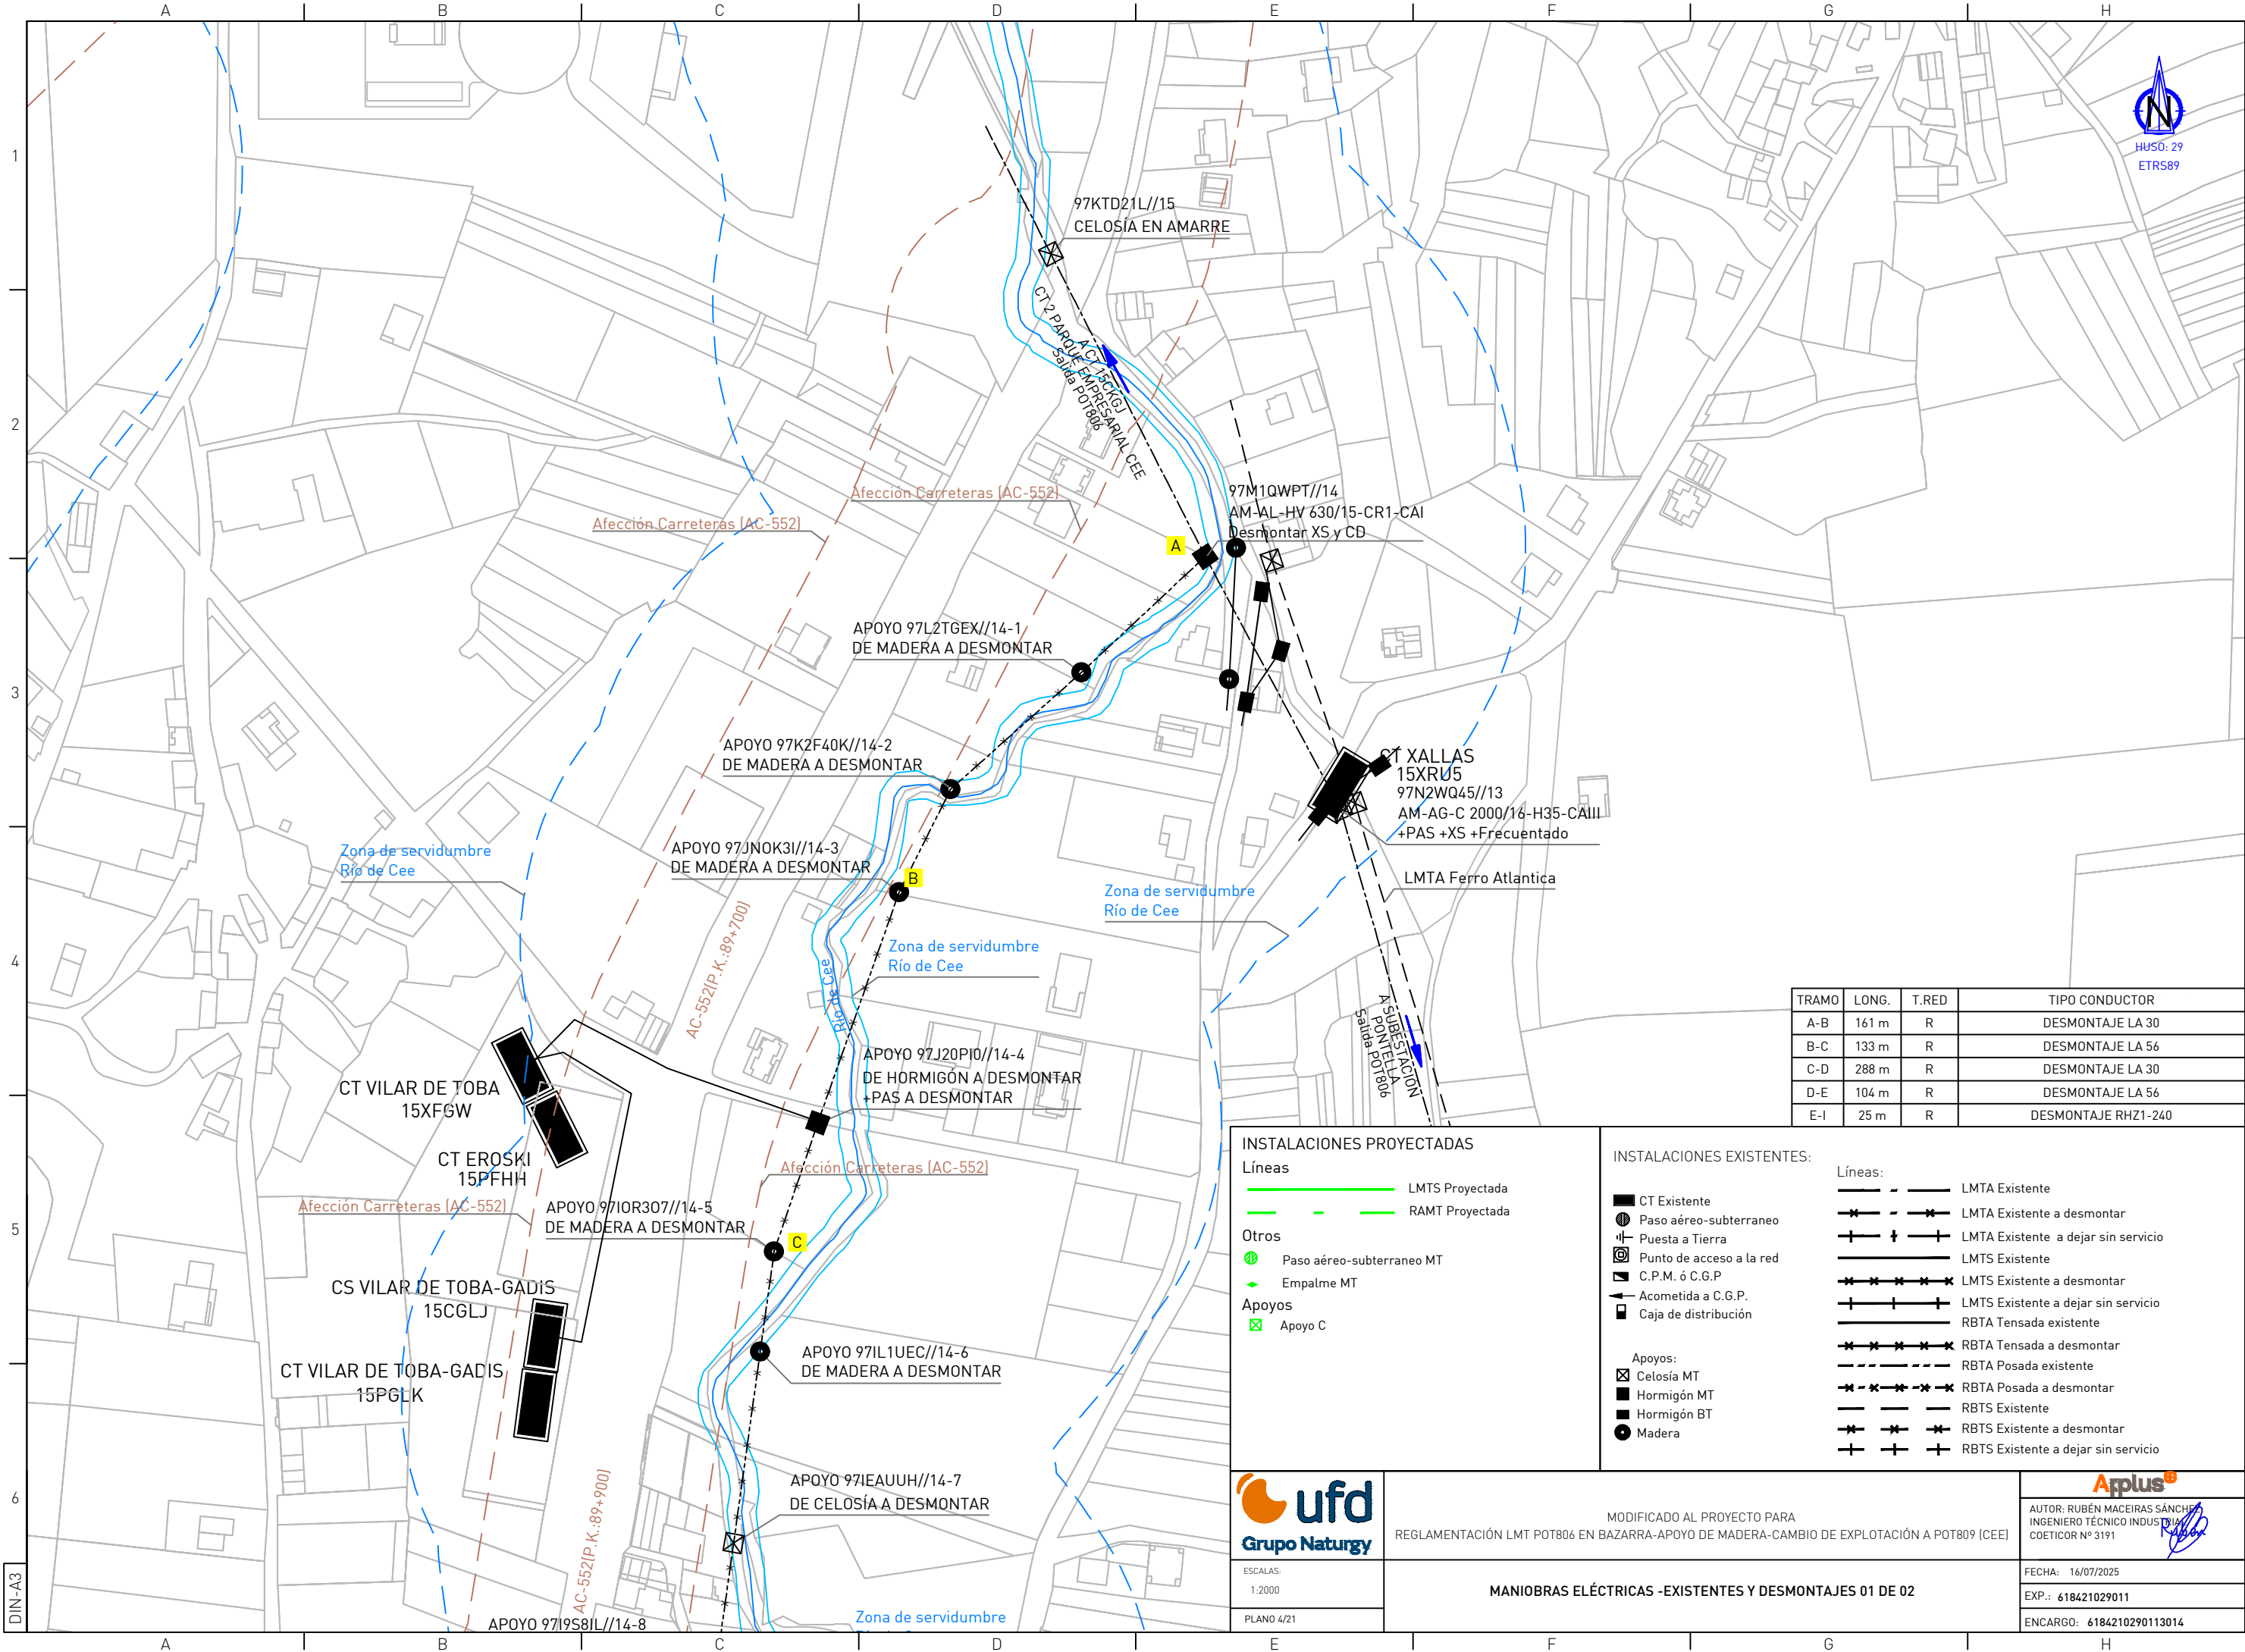 A B C D E F G H
1
2
3
4
5
6
DIN-A3
N
HUSO: 29
ETRS89
97KTD21L//15
CELOSÍA EN AMARRE
A CT 15CKGJ
CT 2 PARQUE EMPRESARIAL CEE
Salida POT806
Afección Carreteras (AC-552)
Afección Carreteras (AC-552)
97M1QWPT//14
AM-AL-HV 630/15-CR1-CAI
Desmontar XS y CD
A
APOYO 97L2TGEX//14-1
DE MADERA A DESMONTAR
APOYO 97K2F40K//14-2
DE MADERA A DESMONTAR
CT XALLAS
15XRU5
97N2WQ45//13
AM-AG-C 2000/16-H35-CAIII
+PAS +XS +Frecuentado
APOYO 97JNOK3I//14-3
DE MADERA A DESMONTAR
B
Zona de servidumbre
Río de Cee
LMTA Ferro Atlantica
Zona de servidumbre
Río de Cee
AC-552(P.K.:89+700)
Zona de servidumbre
Río de Cee
Río de Cee
A SUBESTACIÓN
PONTELLA
Salida POT806
TRAMO LONG. T.RED TIPO CONDUCTOR
A-B 161 m R DESMONTAJE LA 30
B-C 133 m R DESMONTAJE LA 56
C-D 288 m R DESMONTAJE LA 30
D-E 104 m R DESMONTAJE LA 56
E-I 25 m R DESMONTAJE RHZ1-240
APOYO 97J20PI0//14-4
DE HORMIGÓN A DESMONTAR
+PAS A DESMONTAR
CT VILAR DE TOBA
15XFGW
CT EROSKI
15PFHH
Afección Carreteras (AC-552)
Afección Carreteras (AC-552)
APOYO 97IOR3O7//14-5
DE MADERA A DESMONTAR
C
CS VILAR DE TOBA-GADIS
15CGLJ
CT VILAR DE TOBA-GADIS
15PGLK
APOYO 97IL1UEC//14-6
DE MADERA A DESMONTAR
APOYO 97IEAUUH//14-7
DE CELOSÍA A DESMONTAR
AC-552(P.K.:89+900)
APOYO 97I9S8IL//14-8
Zona de servidumbre
INSTALACIONES PROYECTADAS
Líneas
LMTS Proyectada
RAMT Proyectada
Otros
Paso aéreo-subterraneo MT
Empalme MT
Apoyos
Apoyo C
INSTALACIONES EXISTENTES:
CT Existente
Paso aéreo-subterraneo
Puesta a Tierra
Punto de acceso a la red
C.P.M. ó C.G.P
Acometida a C.G.P.
Caja de distribución
Apoyos:
Celosía MT
Hormigón MT
Hormigón BT
Madera
Líneas:
LMTA Existente
LMTA Existente a desmontar
LMTA Existente a dejar sin servicio
LMTS Existente
LMTS Existente a desmontar
LMTS Existente a dejar sin servicio
RBTA Tensada existente
RBTA Tensada a desmontar
RBTA Posada existente
RBTA Posada a desmontar
RBTS Existente
RBTS Existente a desmontar
RBTS Existente a dejar sin servicio
ufd
Grupo Naturgy
ESCALAS:
1:2000
PLANO 4/21
MODIFICADO AL PROYECTO PARA
REGLAMENTACIÓN LMT POT806 EN BAZARRA-APOYO DE MADERA-CAMBIO DE EXPLOTACIÓN A POT809 (CEE)
MANIOBRAS ELÉCTRICAS -EXISTENTES Y DESMONTAJES 01 DE 02
Applus
AUTOR: RUBÉN MACEIRAS SÁNCHEZ
INGENIERO TÉCNICO INDUSTRIAL
COETICOR Nº 3191
FECHA: 16/07/2025
EXP.: 618421029011
ENCARGO: 6184210290113014
A B C D E F G H